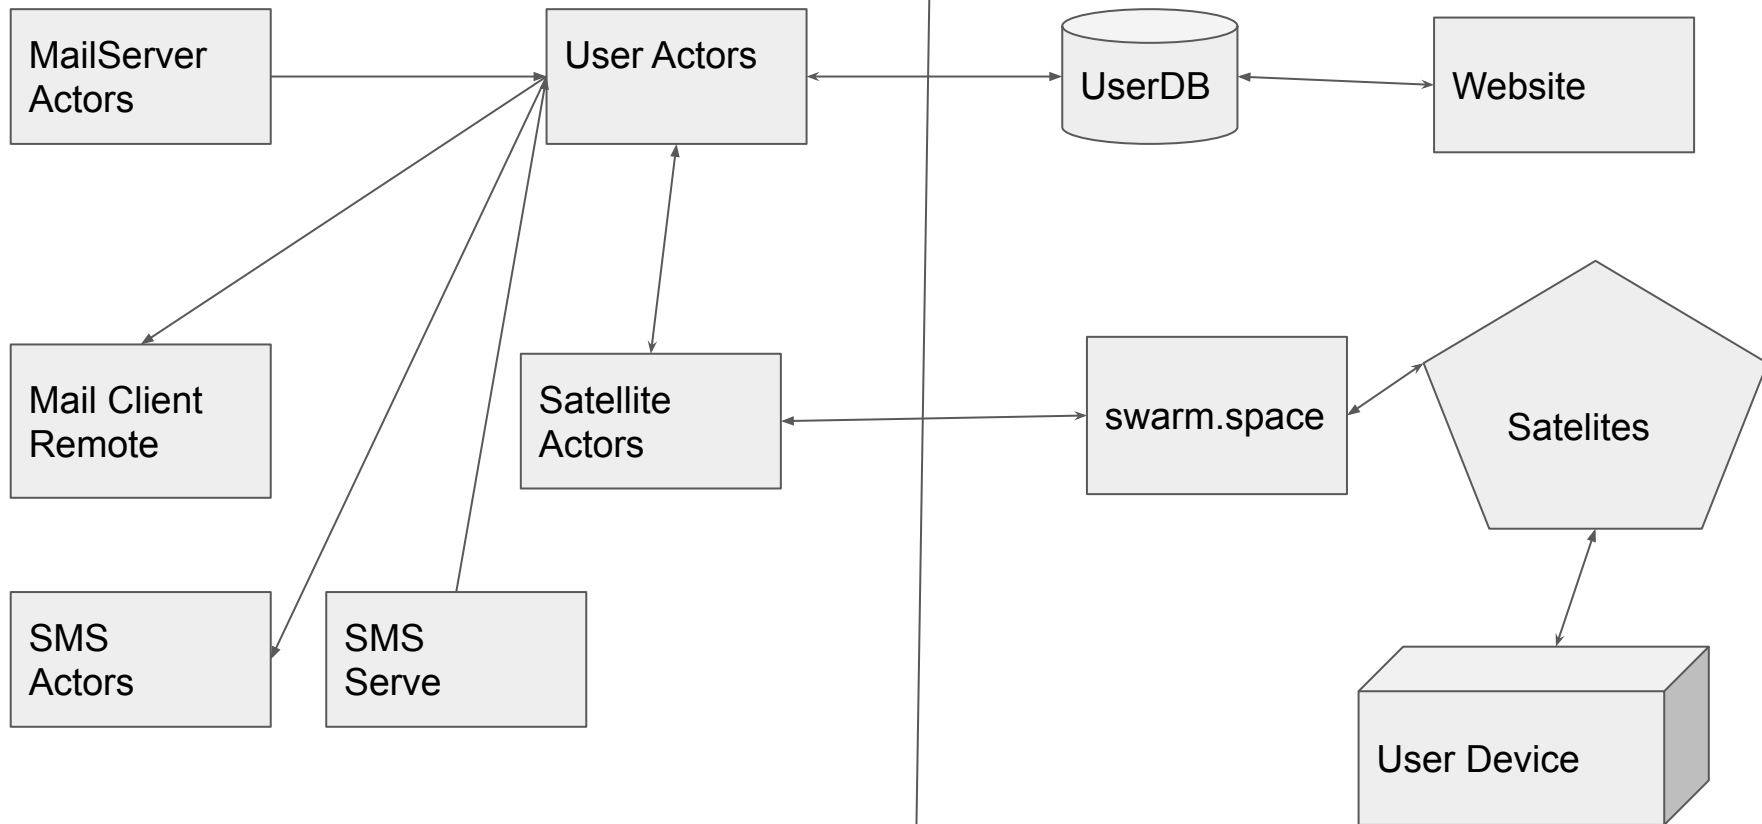 MailServer
Actors
User Actors
UserDB
Website
Mail Client
Remote
Satellite
Actors
swarm.space
Satelites
SMS
Actors
SMS
Serve
User Device